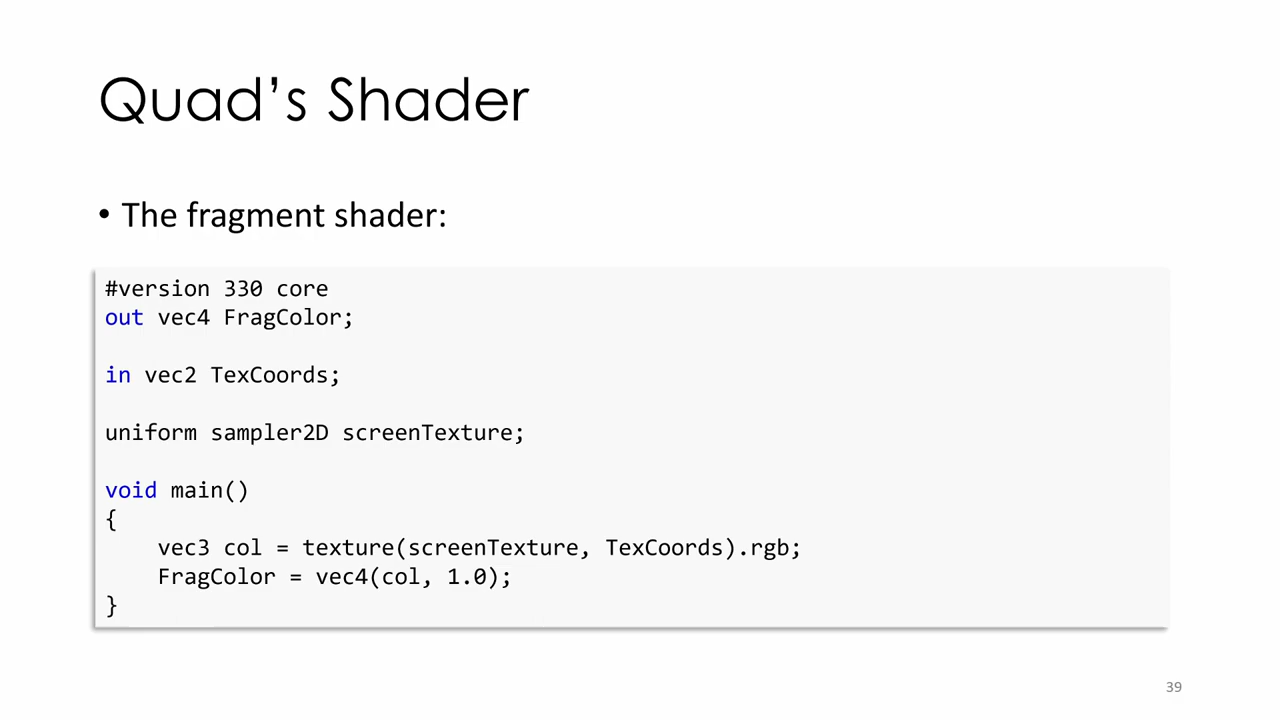 Quad’s Shader
• The fragment shader:
#version 330 core
out vec4 FragColor;
in vec2 TexCoords;
uniform sampler2D screenTexture;
void main()
{
    vec3 col = texture(screenTexture, TexCoords).rgb;
    FragColor = vec4(col, 1.0);
}
39